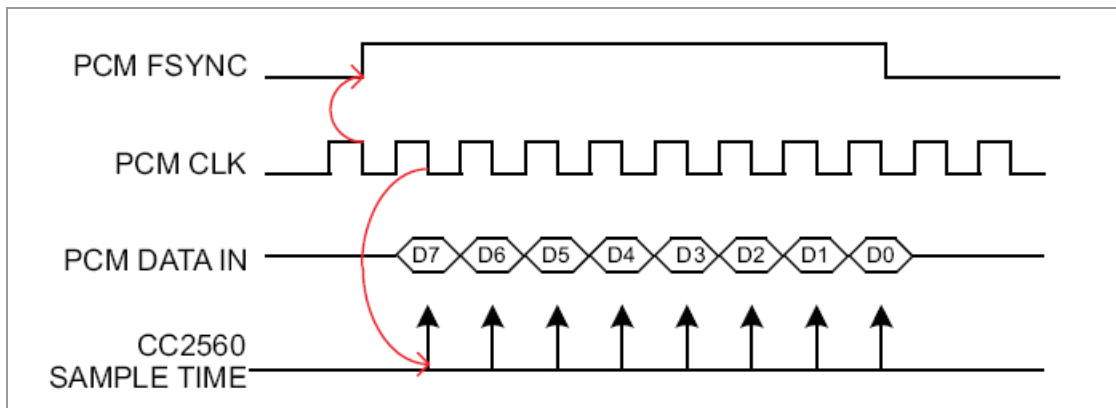 PCM FSYNC
PCM CLK
PCM DATA IN
D7 D6 D5 D4 D3 D2 D1 D0
CC2560
SAMPLE TIME